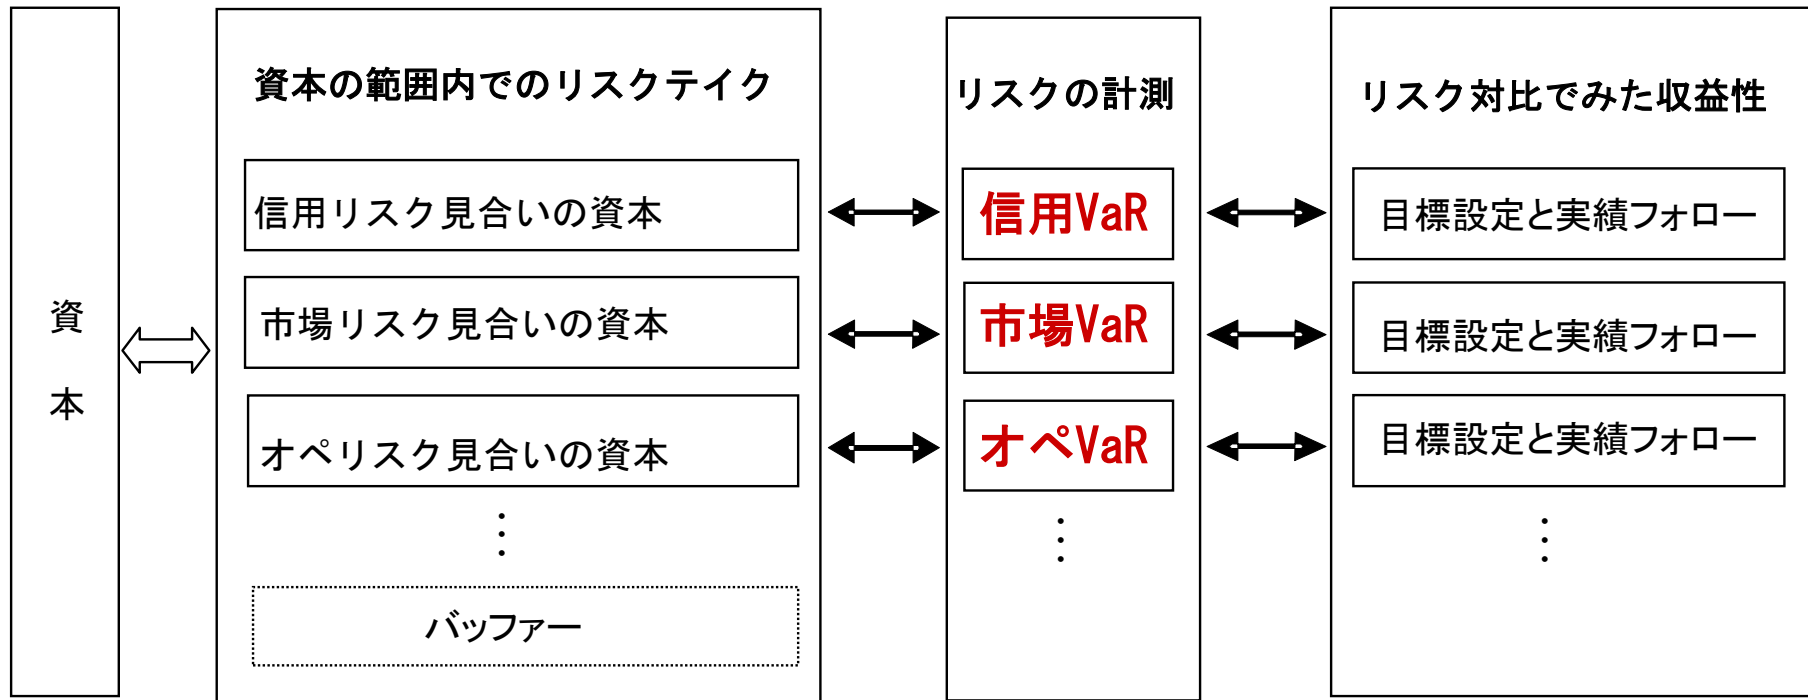 資
本
資本の範囲内でのリスクテイク
信用リスク見合いの資本
市場リスク見合いの資本
オペリスク見合いの資本
⋮
バッファー
リスクの計測
信用VaR
市場VaR
オペVaR
⋮
リスク対比でみた収益性
目標設定と実績フォロー
目標設定と実績フォロー
目標設定と実績フォロー
⋮